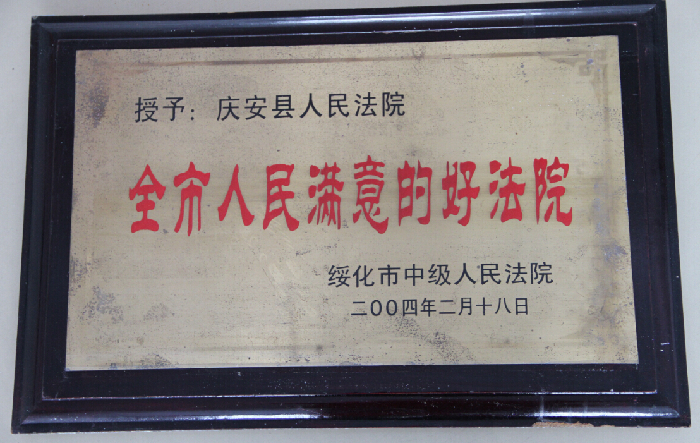 授予：庆安县人民法院
全市人民满意的好法院
绥化市中级人民法院
二00四年二月十八日